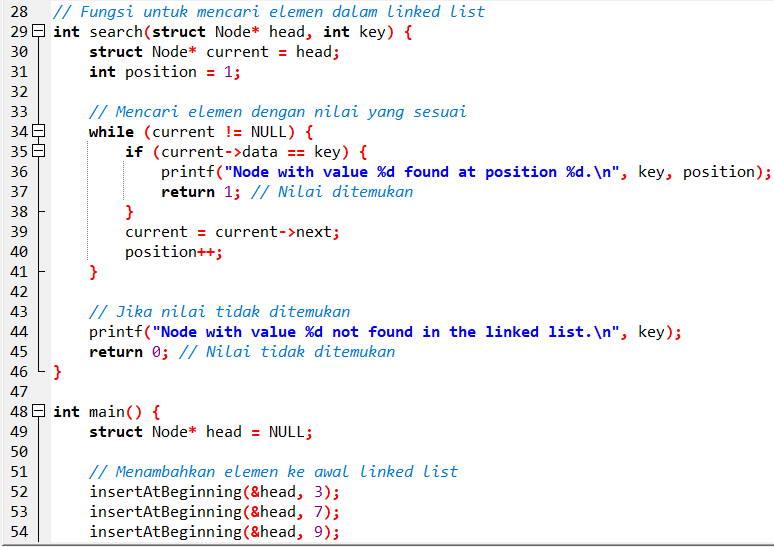 28 // Fungsi untuk mencari elemen dalam linked list
29 int search(struct Node* head, int key) {
30     struct Node* current = head;
31     int position = 1;
32
33     // Mencari elemen dengan nilai yang sesuai
34     while (current != NULL) {
35         if (current->data == key) {
36             printf("Node with value %d found at position %d.\n", key, position);
37             return 1; // Nilai ditemukan
38         }
39         current = current->next;
40         position++;
41     }
42
43     // Jika nilai tidak ditemukan
44     printf("Node with value %d not found in the linked list.\n", key);
45     return 0; // Nilai tidak ditemukan
46 }
47
48 int main() {
49     struct Node* head = NULL;
50
51     // Menambahkan elemen ke awal linked list
52     insertAtBeginning(&head, 3);
53     insertAtBeginning(&head, 7);
54     insertAtBeginning(&head, 9);